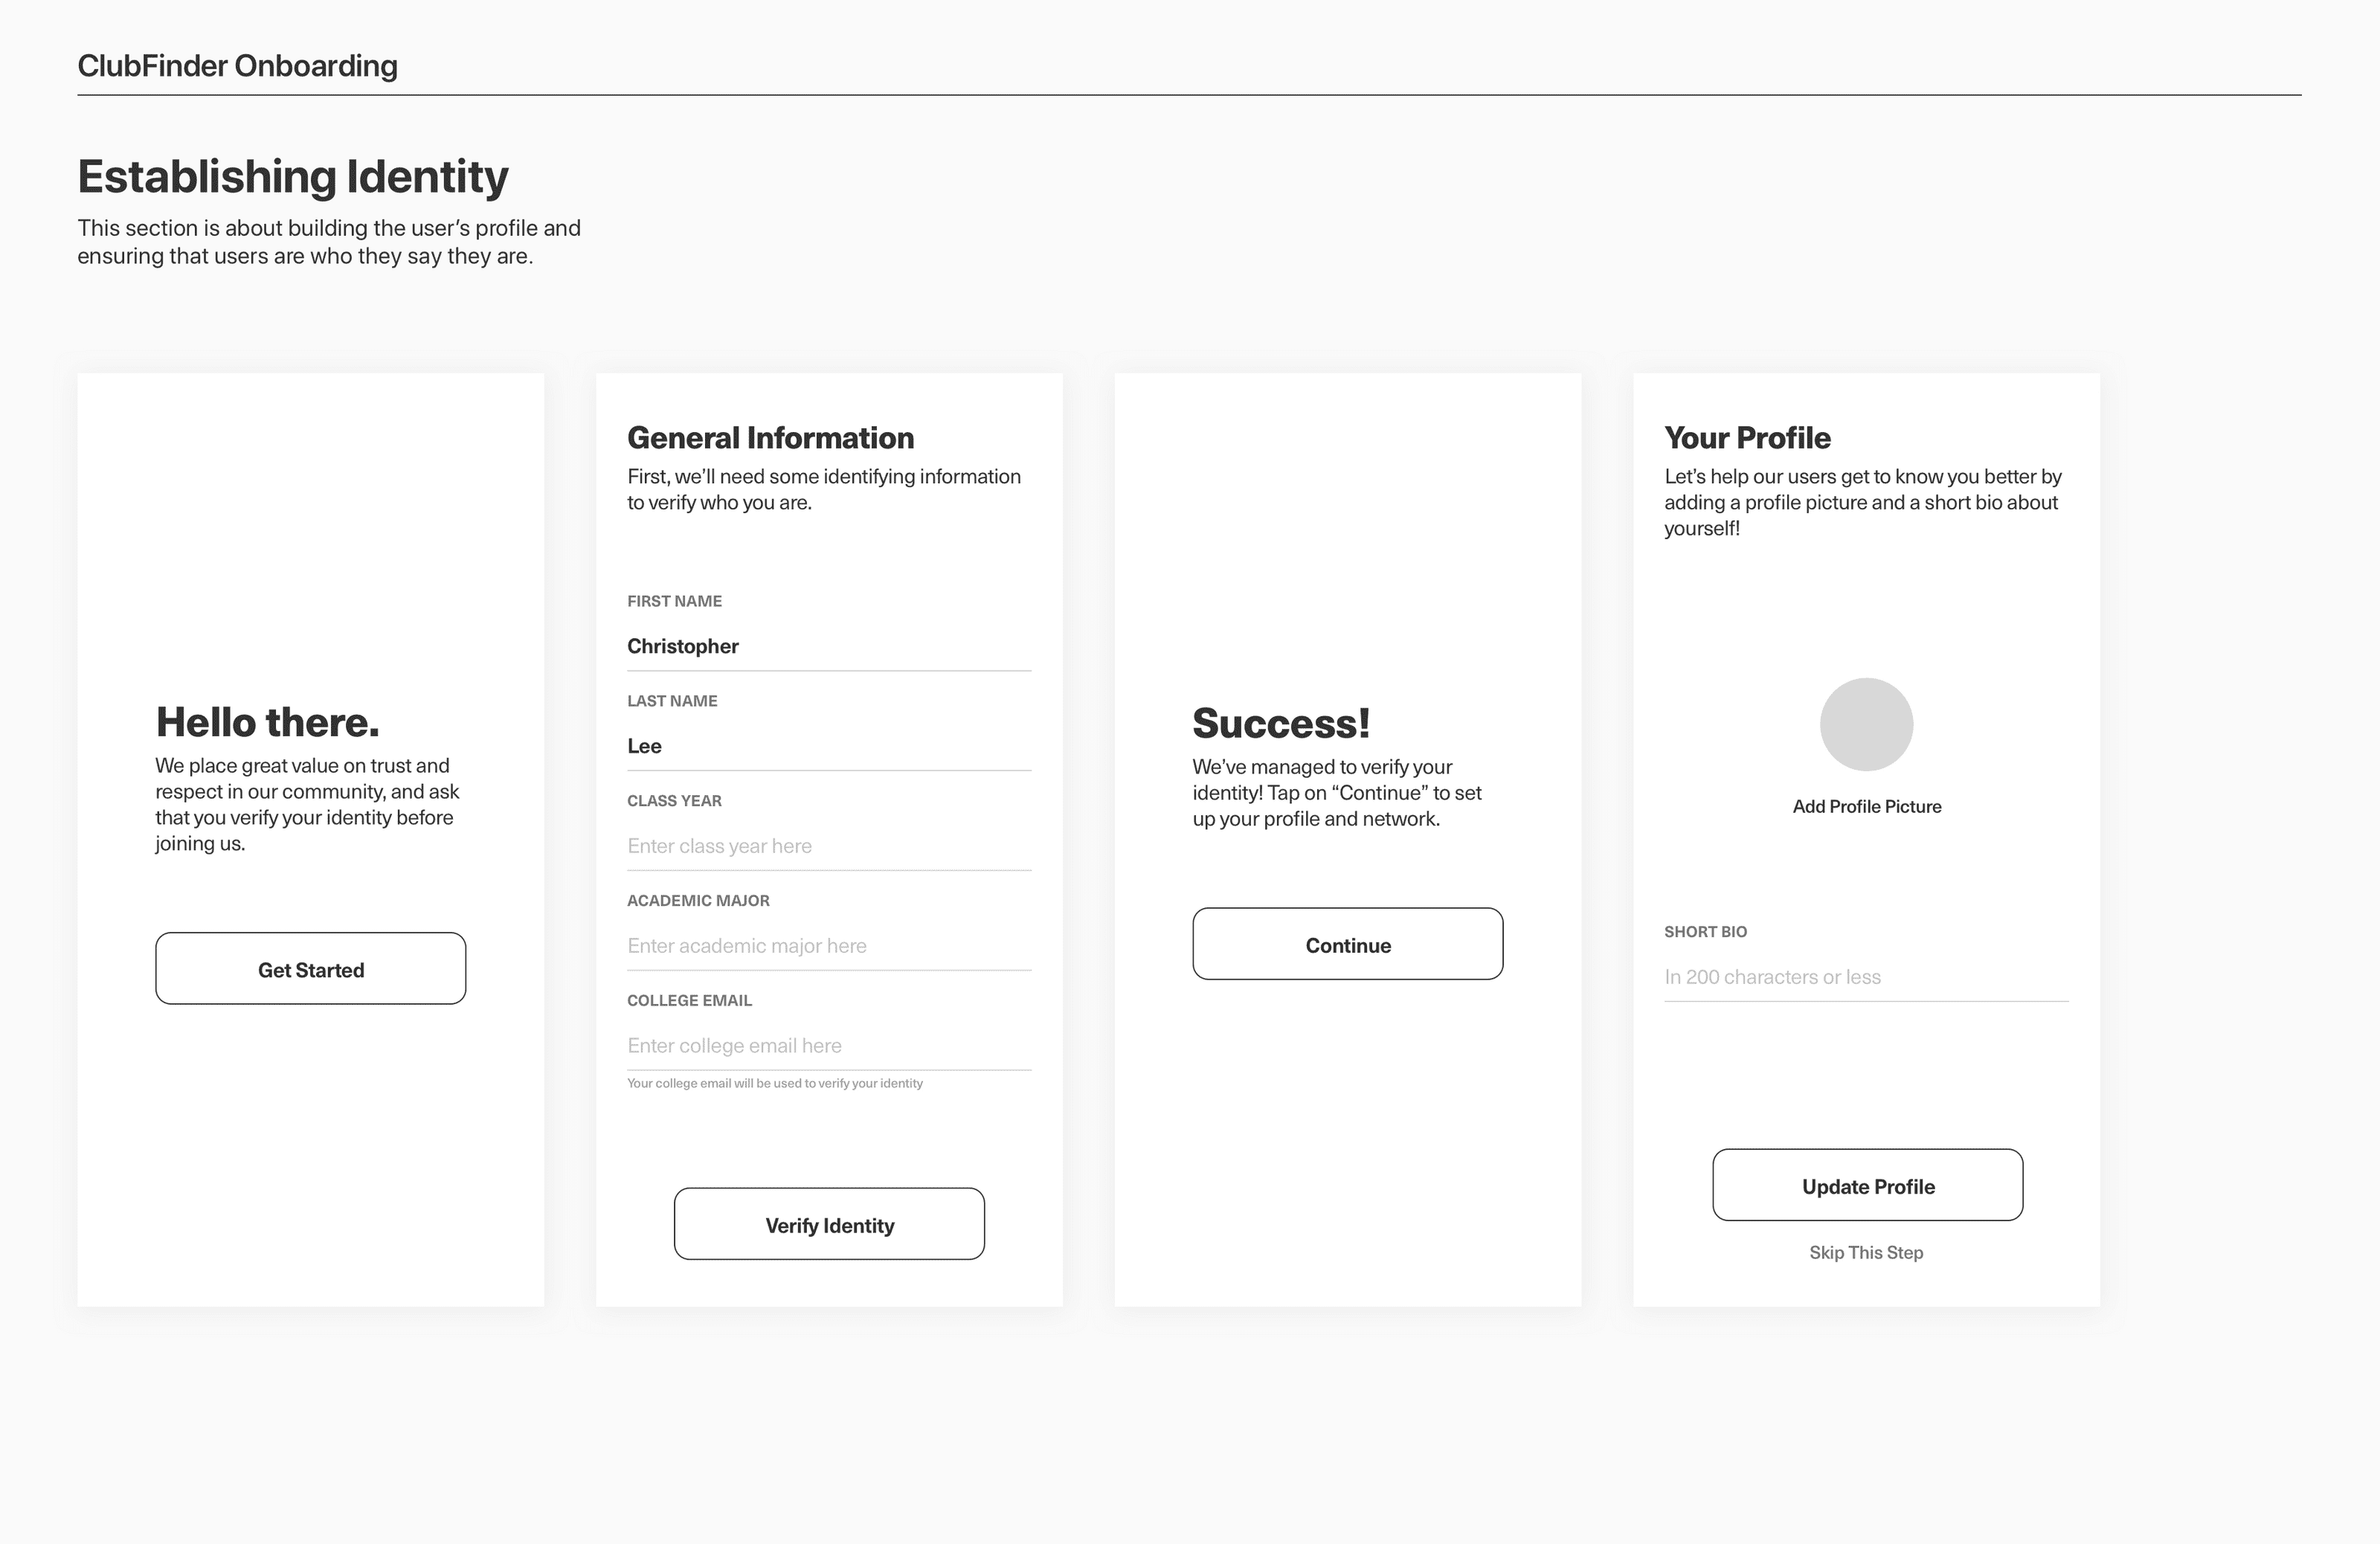 ClubFinder Onboarding
Establishing Identity
This section is about building the user’s profile and
ensuring that users are who they say they are.
Hello there.
We place great value on trust and
respect in our community, and ask
that you verify your identity before
joining us.
Get Started
General Information
First, we’ll need some identifying information
to verify who you are.
FIRST NAME
Christopher
LAST NAME
Lee
CLASS YEAR
Enter class year here
ACADEMIC MAJOR
Enter academic major here
COLLEGE EMAIL
Enter college email here
Your college email will be used to verify your identity
Verify Identity
Success!
We’ve managed to verify your
identity! Tap on “Continue” to set
up your profile and network.
Continue
Your Profile
Let’s help our users get to know you better by
adding a profile picture and a short bio about
yourself!
Add Profile Picture
SHORT BIO
In 200 characters or less
Update Profile
Skip This Step